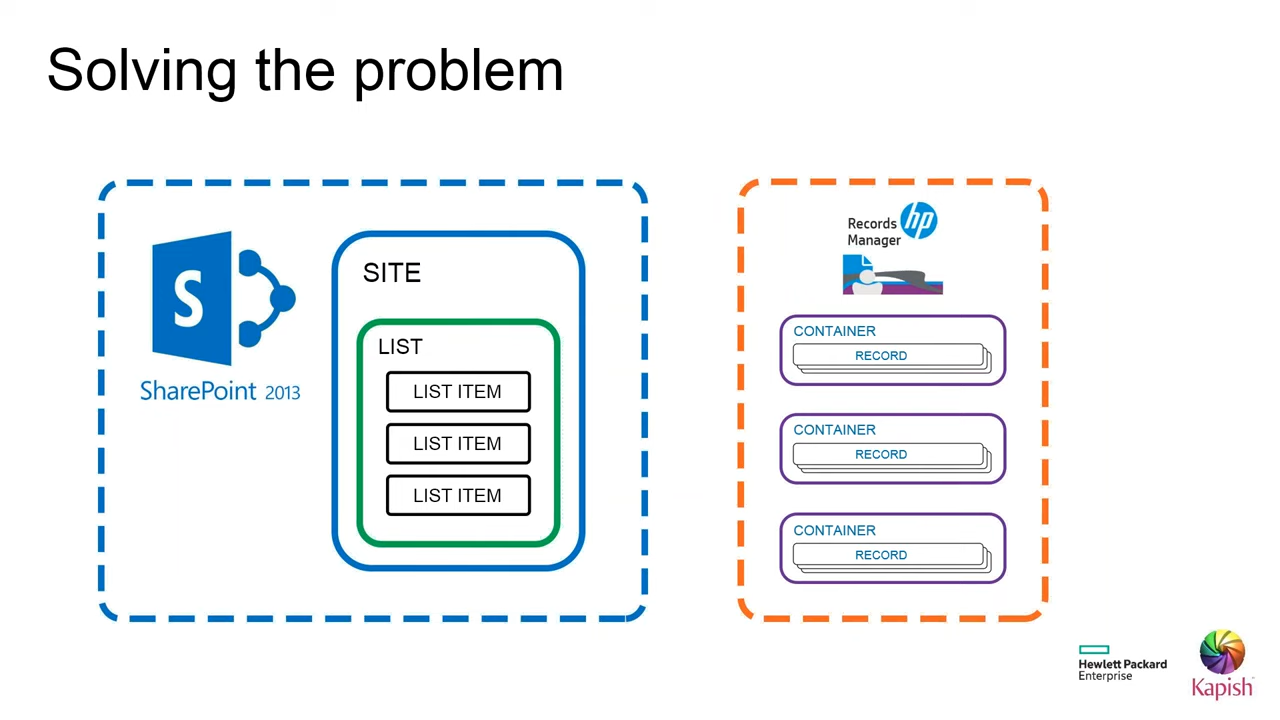 Solving the problem
S
SharePoint 2013
SITE
LIST
LIST ITEM
LIST ITEM
LIST ITEM
Records
Manager
hp
CONTAINER
RECORD
CONTAINER
RECORD
CONTAINER
RECORD
Hewlett Packard
Enterprise
Kapish